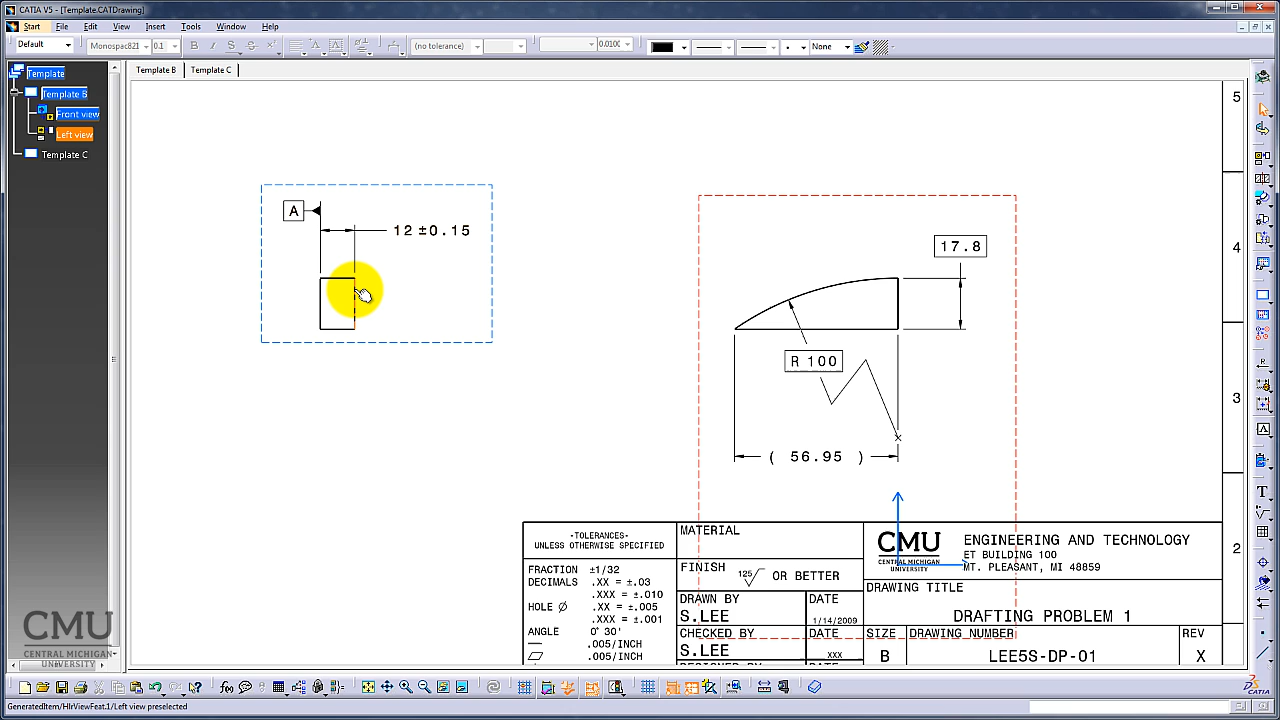 CATIA V5 - [Template.CATDrawing]
Start File Edit View Insert Tools Window Help
Default Monospac821 0.1 (no tolerance) 0.010 None
Template
Template B
Front view
Left view
Template C
Template B Template C
5
4
3
2
A
12 ±0.15
17.8
R 100
( 56.95 )
-TOLERANCES-
UNLESS OTHERWISE SPECIFIED
FRACTION ±1/32
DECIMALS .XX = ±.03
.XXX = ±.010
HOLE Ø .XX = ±.005
.XXX = ±.001
ANGLE 0° 30'
.005/INCH
.005/INCH
MATERIAL
FINISH 125 OR BETTER
DRAWN BY DATE
S.LEE 1/14/2009
CHECKED BY DATE
S.LEE XXX
CMU
CENTRAL MICHIGAN
UNIVERSITY
ENGINEERING AND TECHNOLOGY
ET BUILDING 100
MT. PLEASANT, MI 48859
DRAWING TITLE
DRAFTING PROBLEM 1
SIZE DRAWING NUMBER REV
B LEE5S-DP-01 X
CMU
CENTRAL MICHIGAN
UNIVERSITY
GeneratedItem/HlrViewFeat.1/Left view preselected